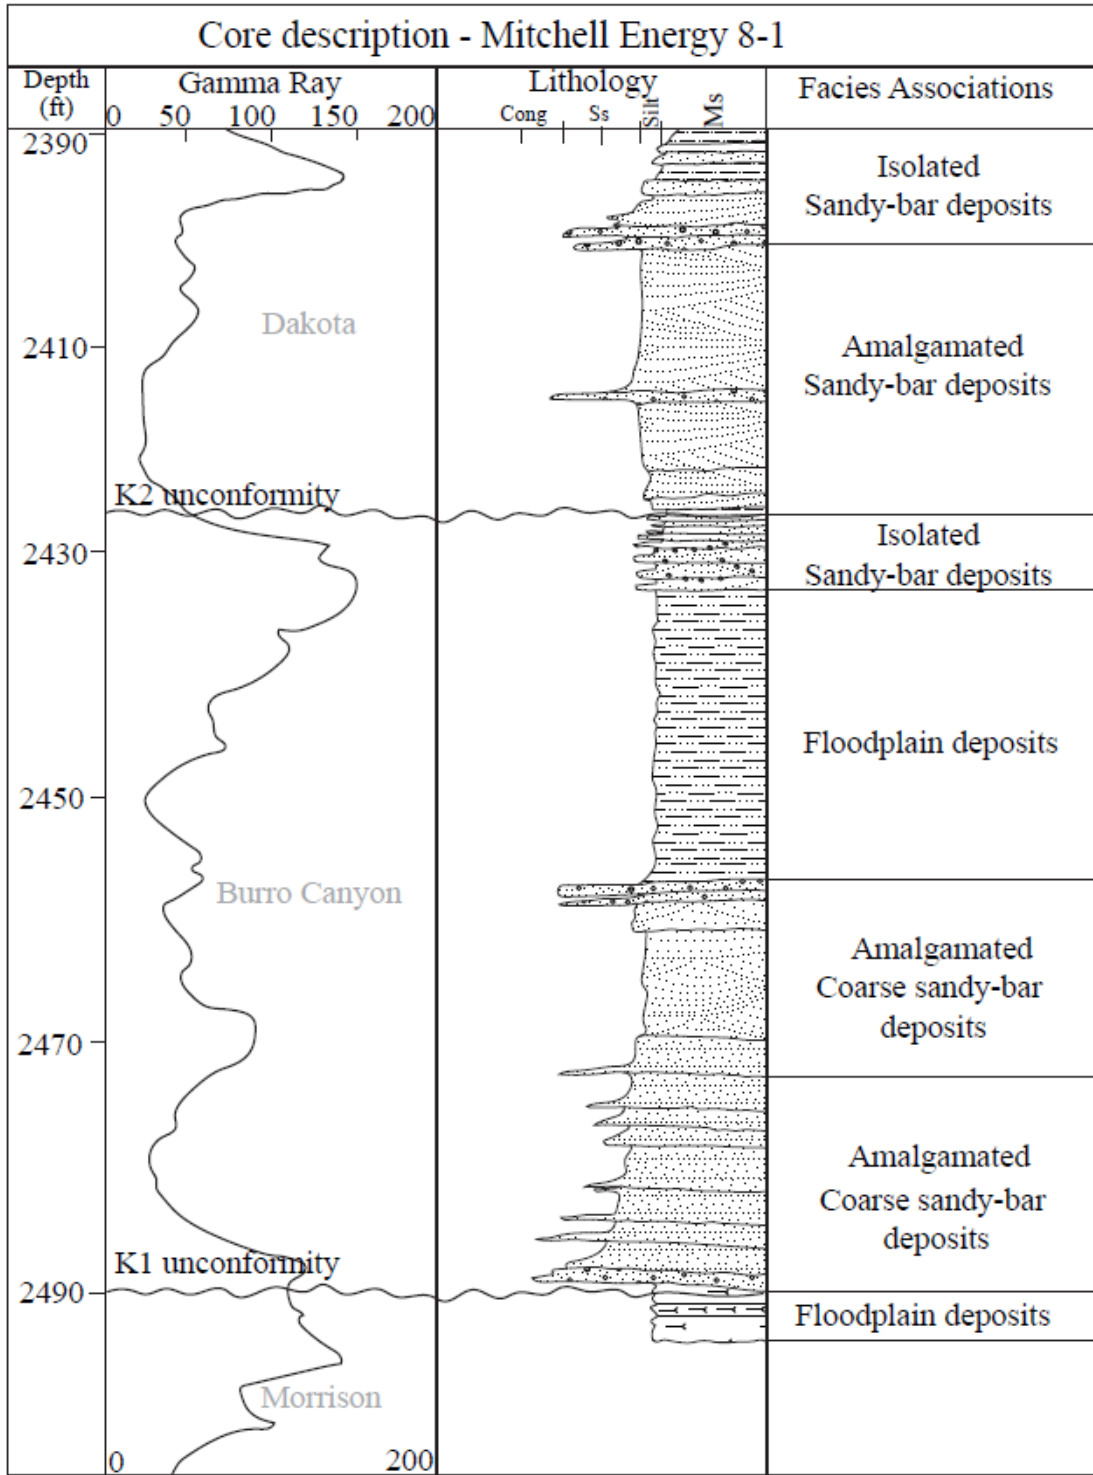 Core description - Mitchell Energy 8-1
Depth
(ft)
Gamma Ray
0 50 100 150 200
Lithology
Cong Ss Silt Ms
Facies Associations
2390
Isolated
Sandy-bar deposits
Dakota
2410
Amalgamated
Sandy-bar deposits
K2 unconformity
2430
Isolated
Sandy-bar deposits
Floodplain deposits
2450
Burro Canyon
Amalgamated
Coarse sandy-bar
deposits
2470
Amalgamated
Coarse sandy-bar
deposits
K1 unconformity
2490
Floodplain deposits
Morrison
0 200